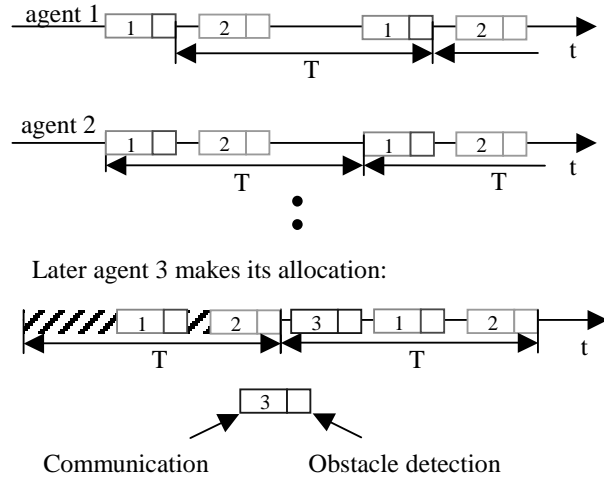 agent 1
1 2 1 2
T t
agent 2
1 2 1 2
T T t
Later agent 3 makes its allocation:
1 2 3 1 2
T T t
3
Communication Obstacle detection